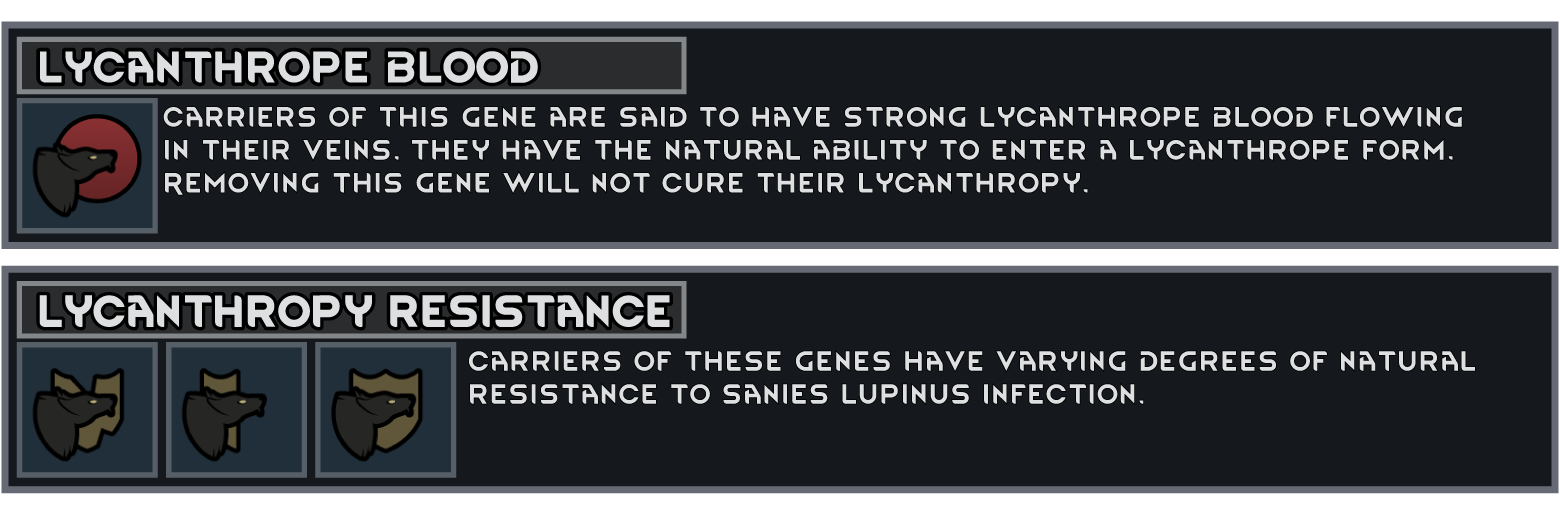 LYCANTHROPE BLOOD
CARRIERS OF THIS GENE ARE SAID TO HAVE STRONG LYCANTHROPE BLOOD FLOWING
IN THEIR VEINS. THEY HAVE THE NATURAL ABILITY TO ENTER A LYCANTHROPE FORM.
REMOVING THIS GENE WILL NOT CURE THEIR LYCANTHROPY.
LYCANTHROPY RESISTANCE
CARRIERS OF THESE GENES HAVE VARYING DEGREES OF NATURAL
RESISTANCE TO SANIES LUPINUS INFECTION.